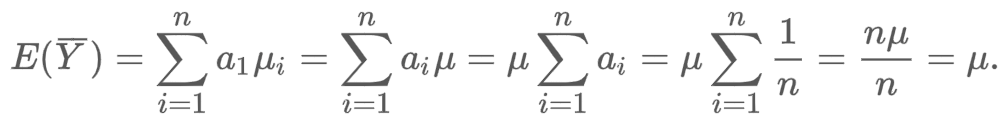 E(\overline{Y}) = \sum_{i=1}^{n} a_1 \mu_i = \sum_{i=1}^{n} a_i \mu = \mu \sum_{i=1}^{n} a_i = \mu \sum_{i=1}^{n} \frac{1}{n} = \frac{n\mu}{n} = \mu.